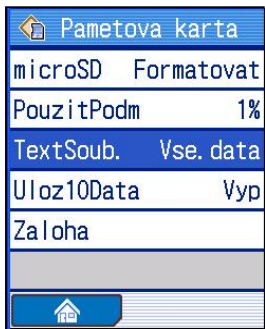 Pametova karta
microSD Formatovat
PouzitPodm 1%
TextSoub. Vse.data
Uloz10Data Vyp
Zaloha